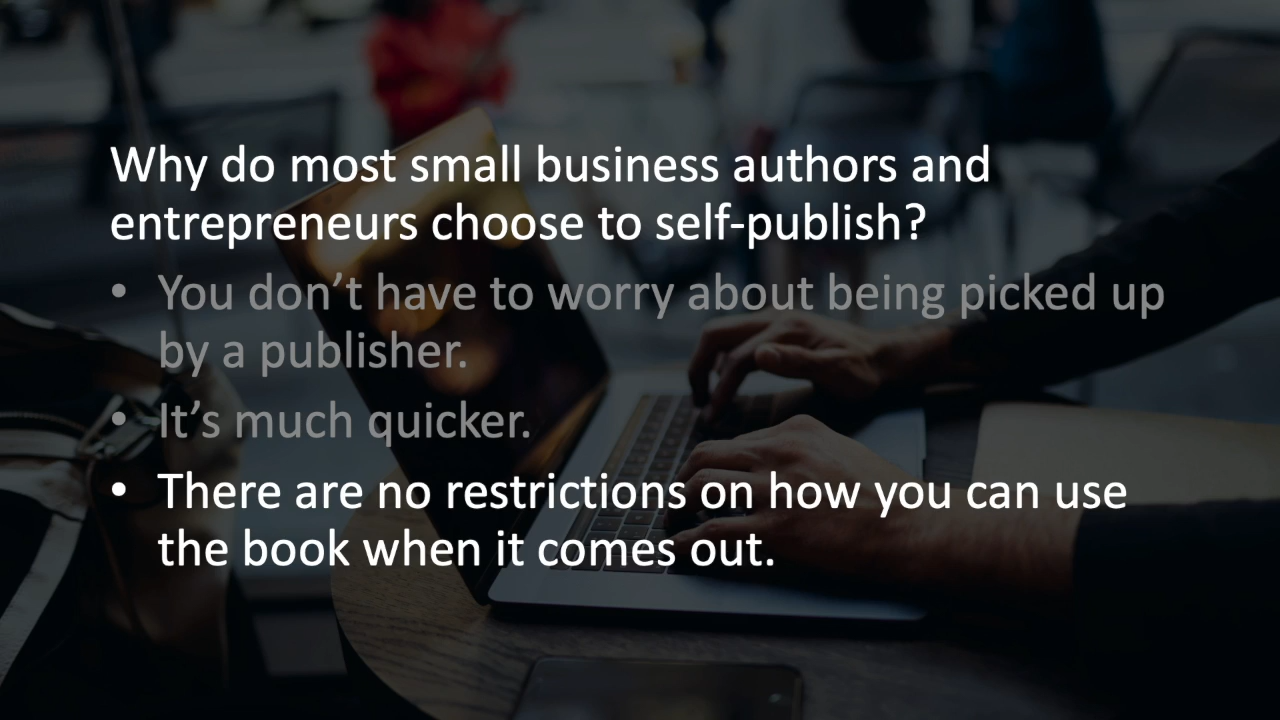 Why do most small business authors and
entrepreneurs choose to self-publish?
• You don’t have to worry about being picked up
by a publisher.
• It’s much quicker.
• There are no restrictions on how you can use
the book when it comes out.